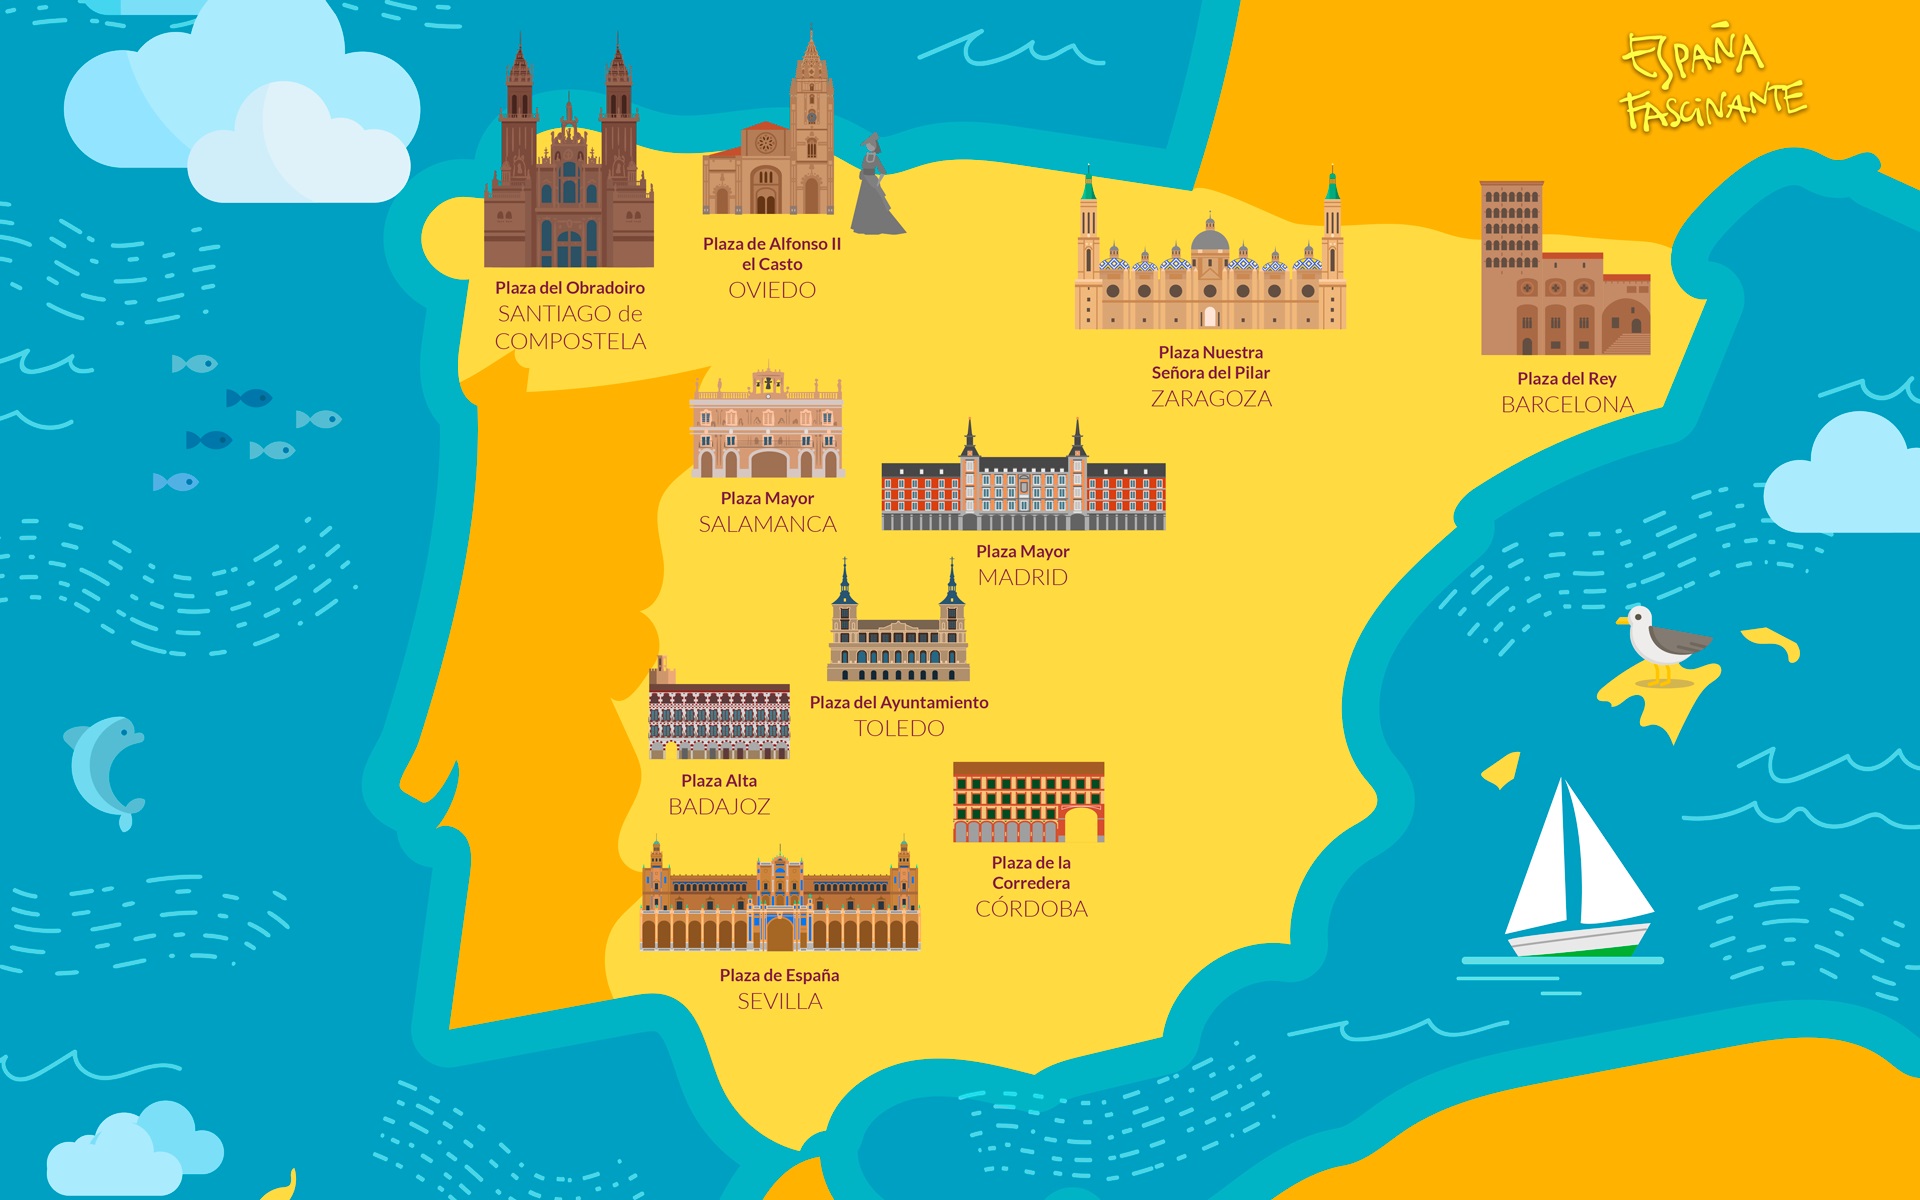 ESPAÑA
FASCINANTE
Plaza del Obradoiro
SANTIAGO de
COMPOSTELA
Plaza de Alfonso II
el Casto
OVIEDO
Plaza Nuestra
Señora del Pilar
ZARAGOZA
Plaza del Rey
BARCELONA
Plaza Mayor
SALAMANCA
Plaza Mayor
MADRID
Plaza del Ayuntamiento
TOLEDO
Plaza Alta
BADAJOZ
Plaza de la
Corredera
CÓRDOBA
Plaza de España
SEVILLA